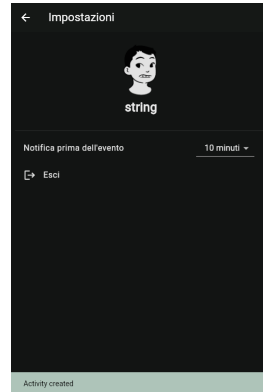 Impostazioni
string
Notifica prima dell'evento
10 minuti
Esci
Activity created